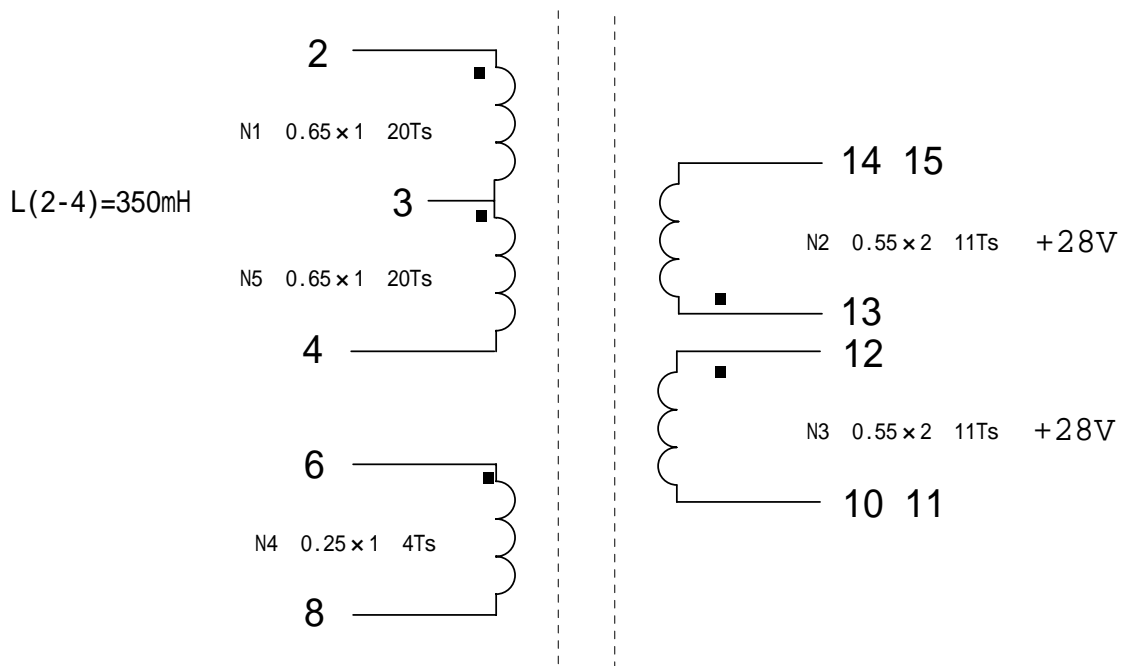 2
N1 0.65×1 20Ts
L(2-4)=350mH
3
N5 0.65×1 20Ts
4
6
N4 0.25×1 4Ts
8
14 15
N2 0.55×2 11Ts +28V
13
12
N3 0.55×2 11Ts +28V
10 11